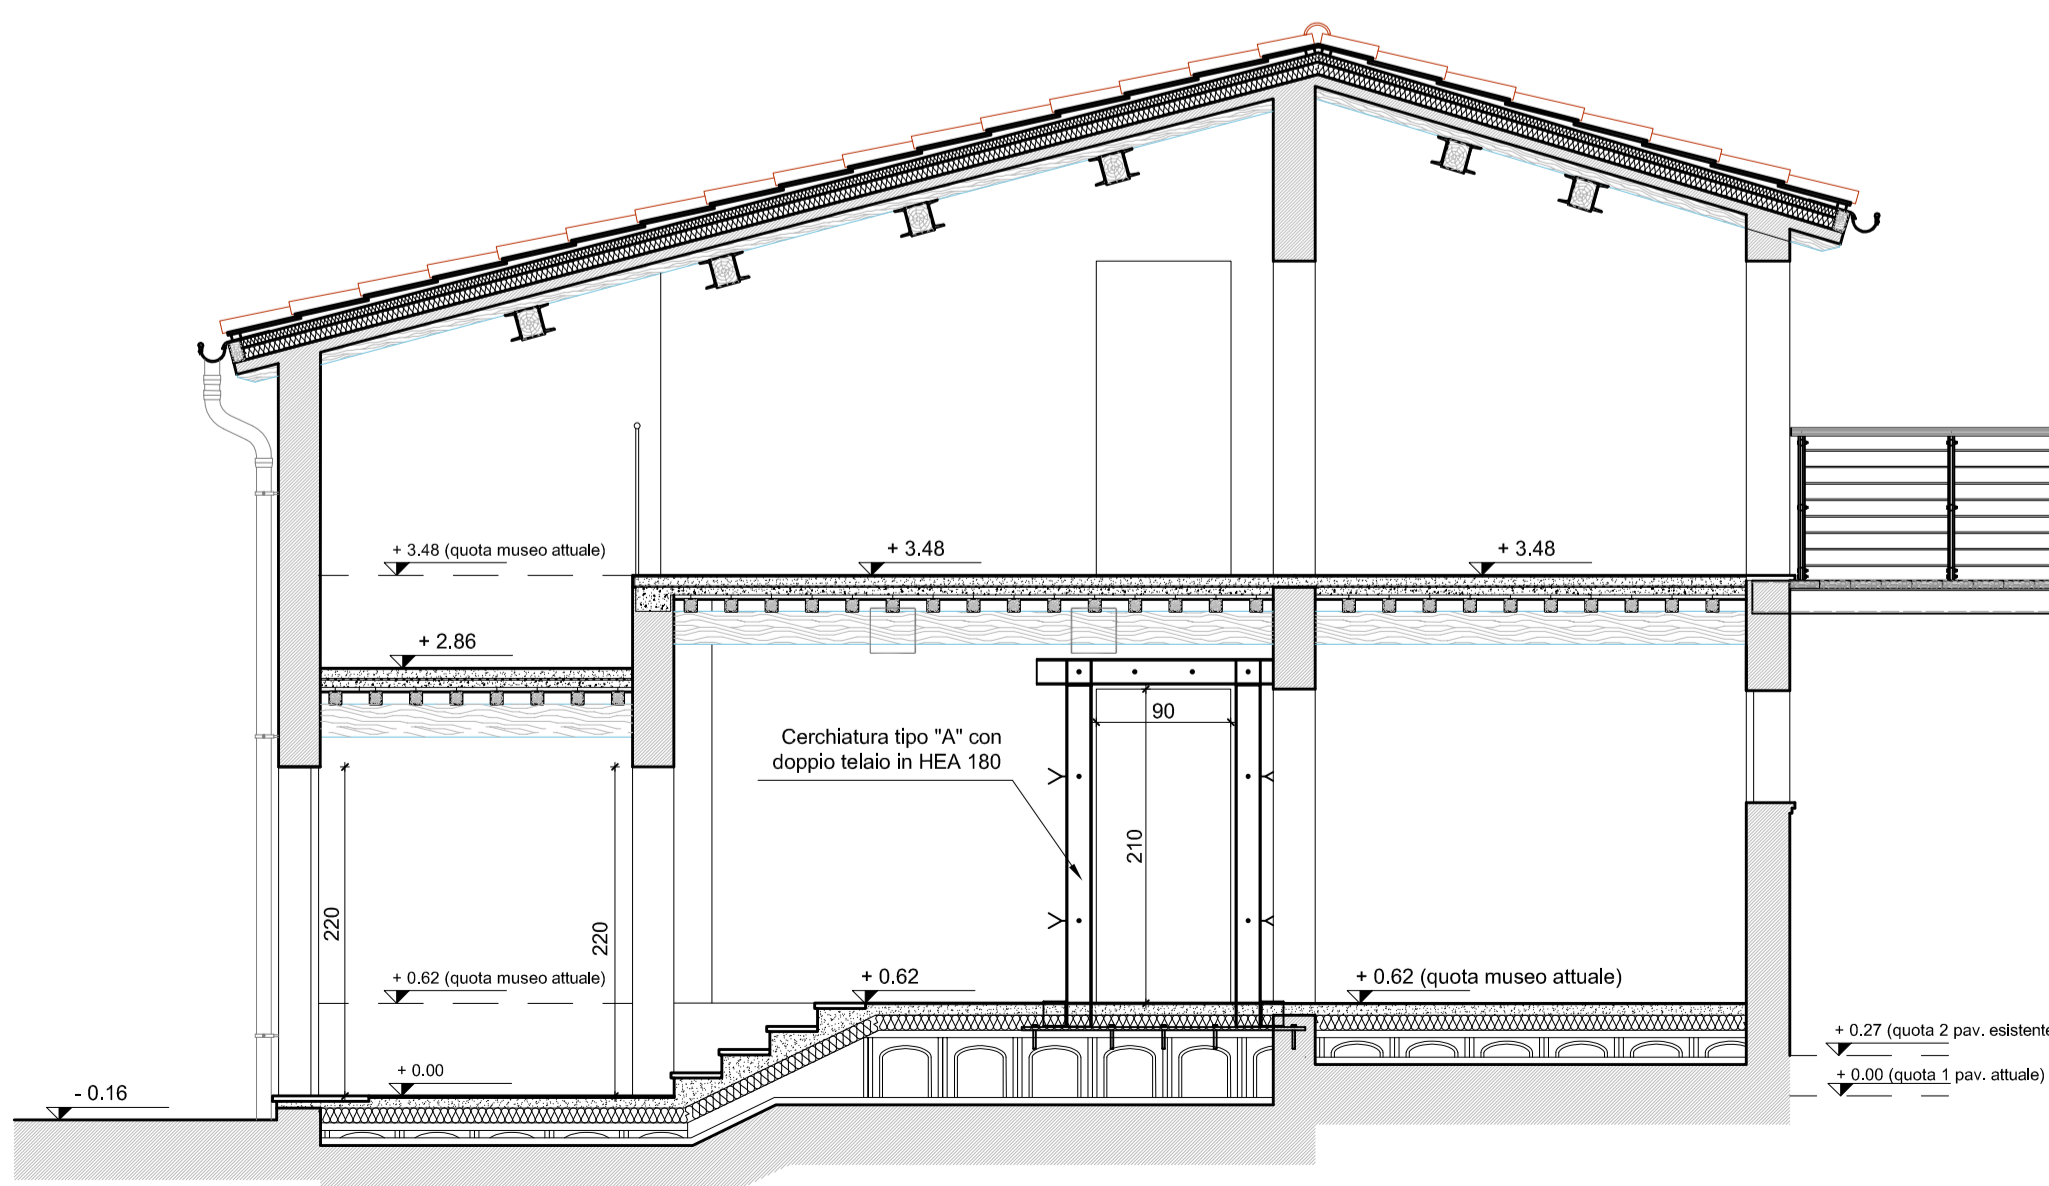 + 3.48 (quota museo attuale)
+ 3.48
+ 3.48
+ 2.86
90
Cerchiatura tipo "A" con
doppio telaio in HEA 180
210
220
220
+ 0.62 (quota museo attuale)
+ 0.62
+ 0.62 (quota museo attuale)
+ 0.27 (quota 2 pav. esistente
+ 0.00
+ 0.00 (quota 1 pav. attuale)
- 0.16